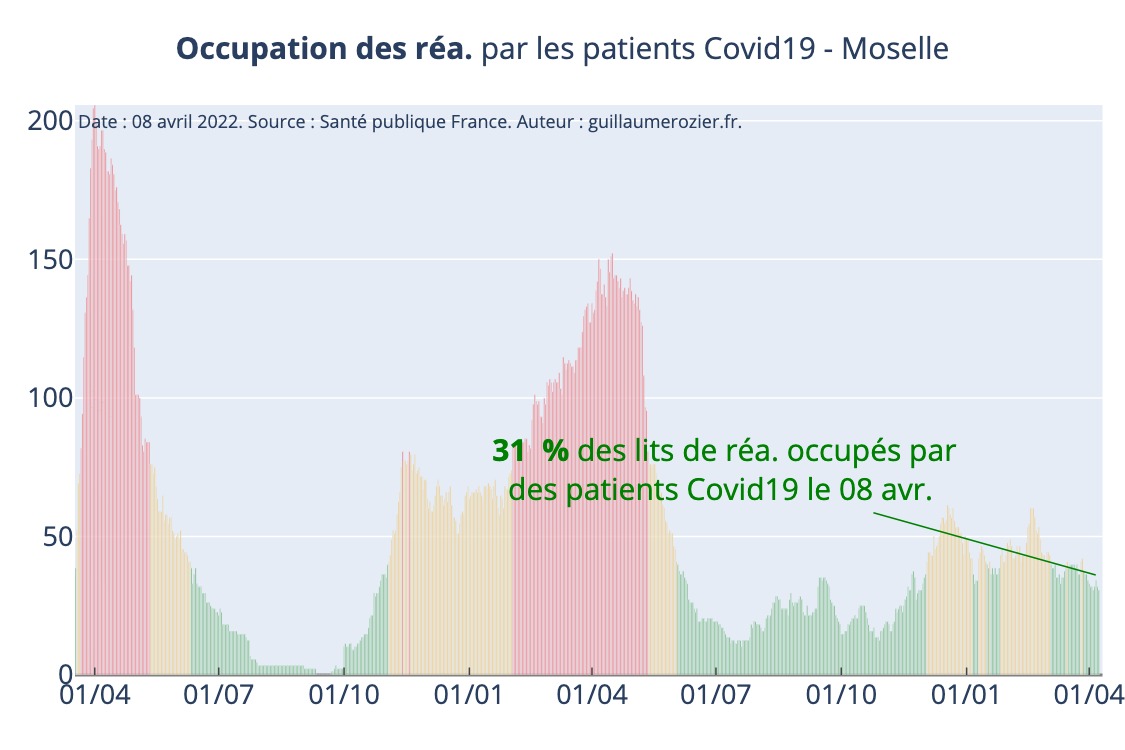 Occupation des réa. par les patients Covid19 - Moselle
200
Date : 08 avril 2022. Source : Santé publique France. Auteur : guillaumerozier.fr.
150
100
31 % des lits de réa. occupés par
des patients Covid19 le 08 avr.
50
0
01/04 01/07 01/10 01/01 01/04 01/07 01/10 01/01 01/04